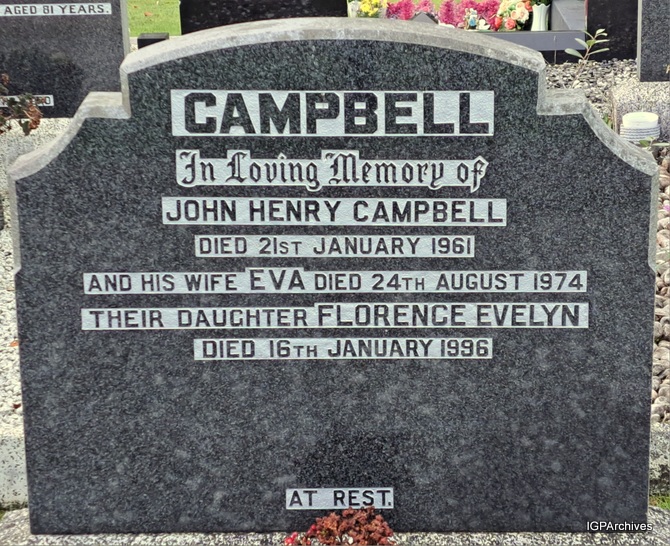 AGED 81 YEARS.
CAMPBELL
In Loving Memory of
JOHN HENRY CAMPBELL
DIED 21ST JANUARY 1961
AND HIS WIFE EVA DIED 24TH AUGUST 1974
THEIR DAUGHTER FLORENCE EVELYN
DIED 16TH JANUARY 1996
AT REST.
IGPArchives